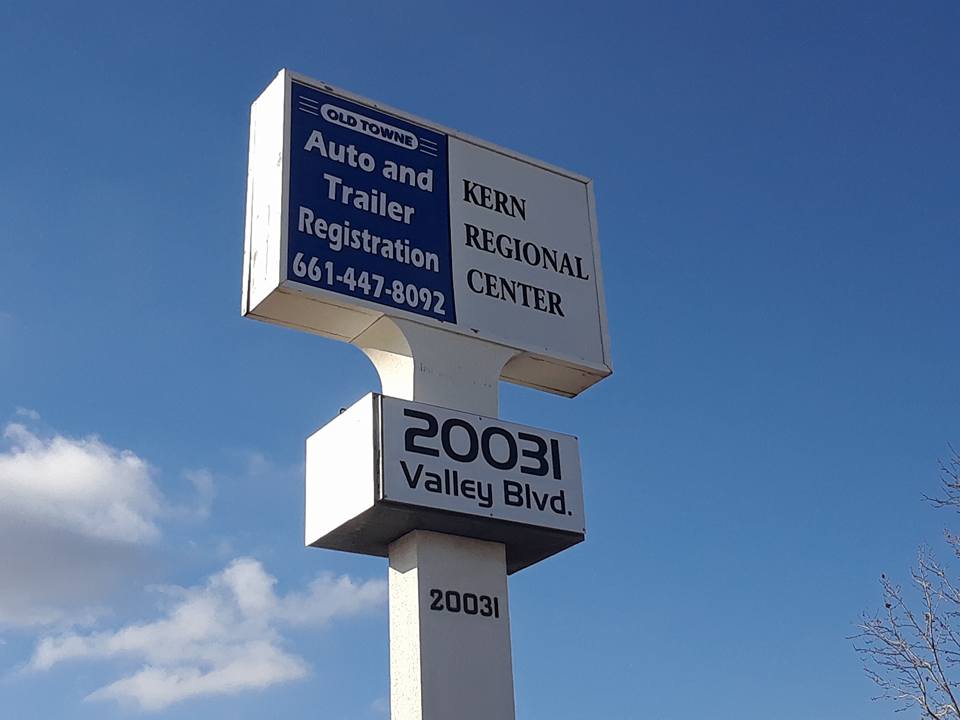 OLD TOWNE
Auto and
Trailer
Registration
661-447-8092
KERN
REGIONAL
CENTER
20031
Valley Blvd.
20031